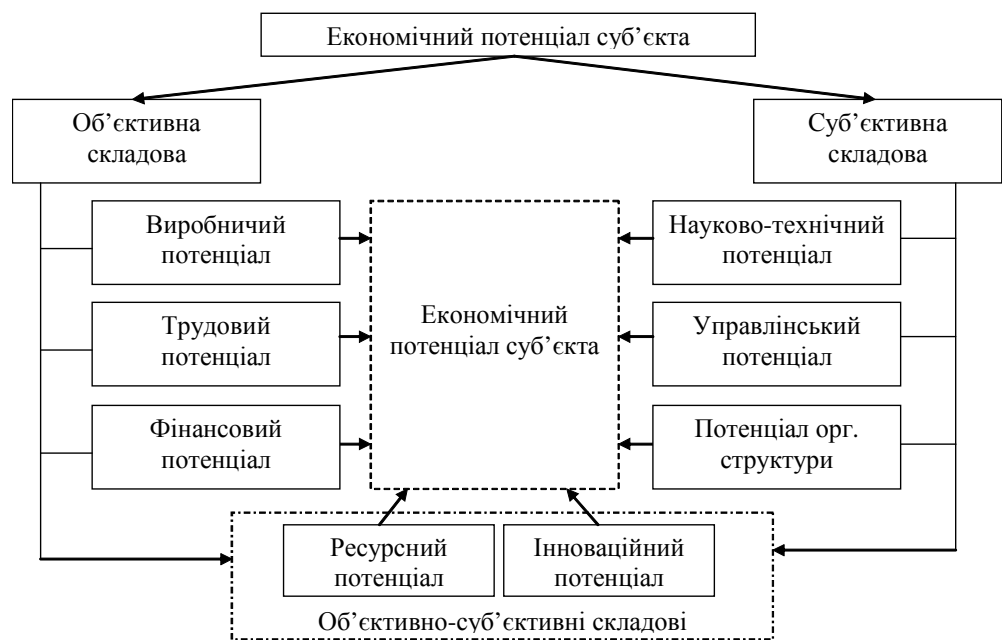 Економічний потенціал суб’єкта
Об’єктивна
складова
Суб’єктивна
складова
Виробничий
потенціал
Науково-технічний
потенціал
Економічний
потенціал суб’єкта
Трудовий
потенціал
Управлінський
потенціал
Фінансовий
потенціал
Потенціал орг.
структури
Ресурсний
потенціал
Інноваційний
потенціал
Об’єктивно-суб’єктивні складові